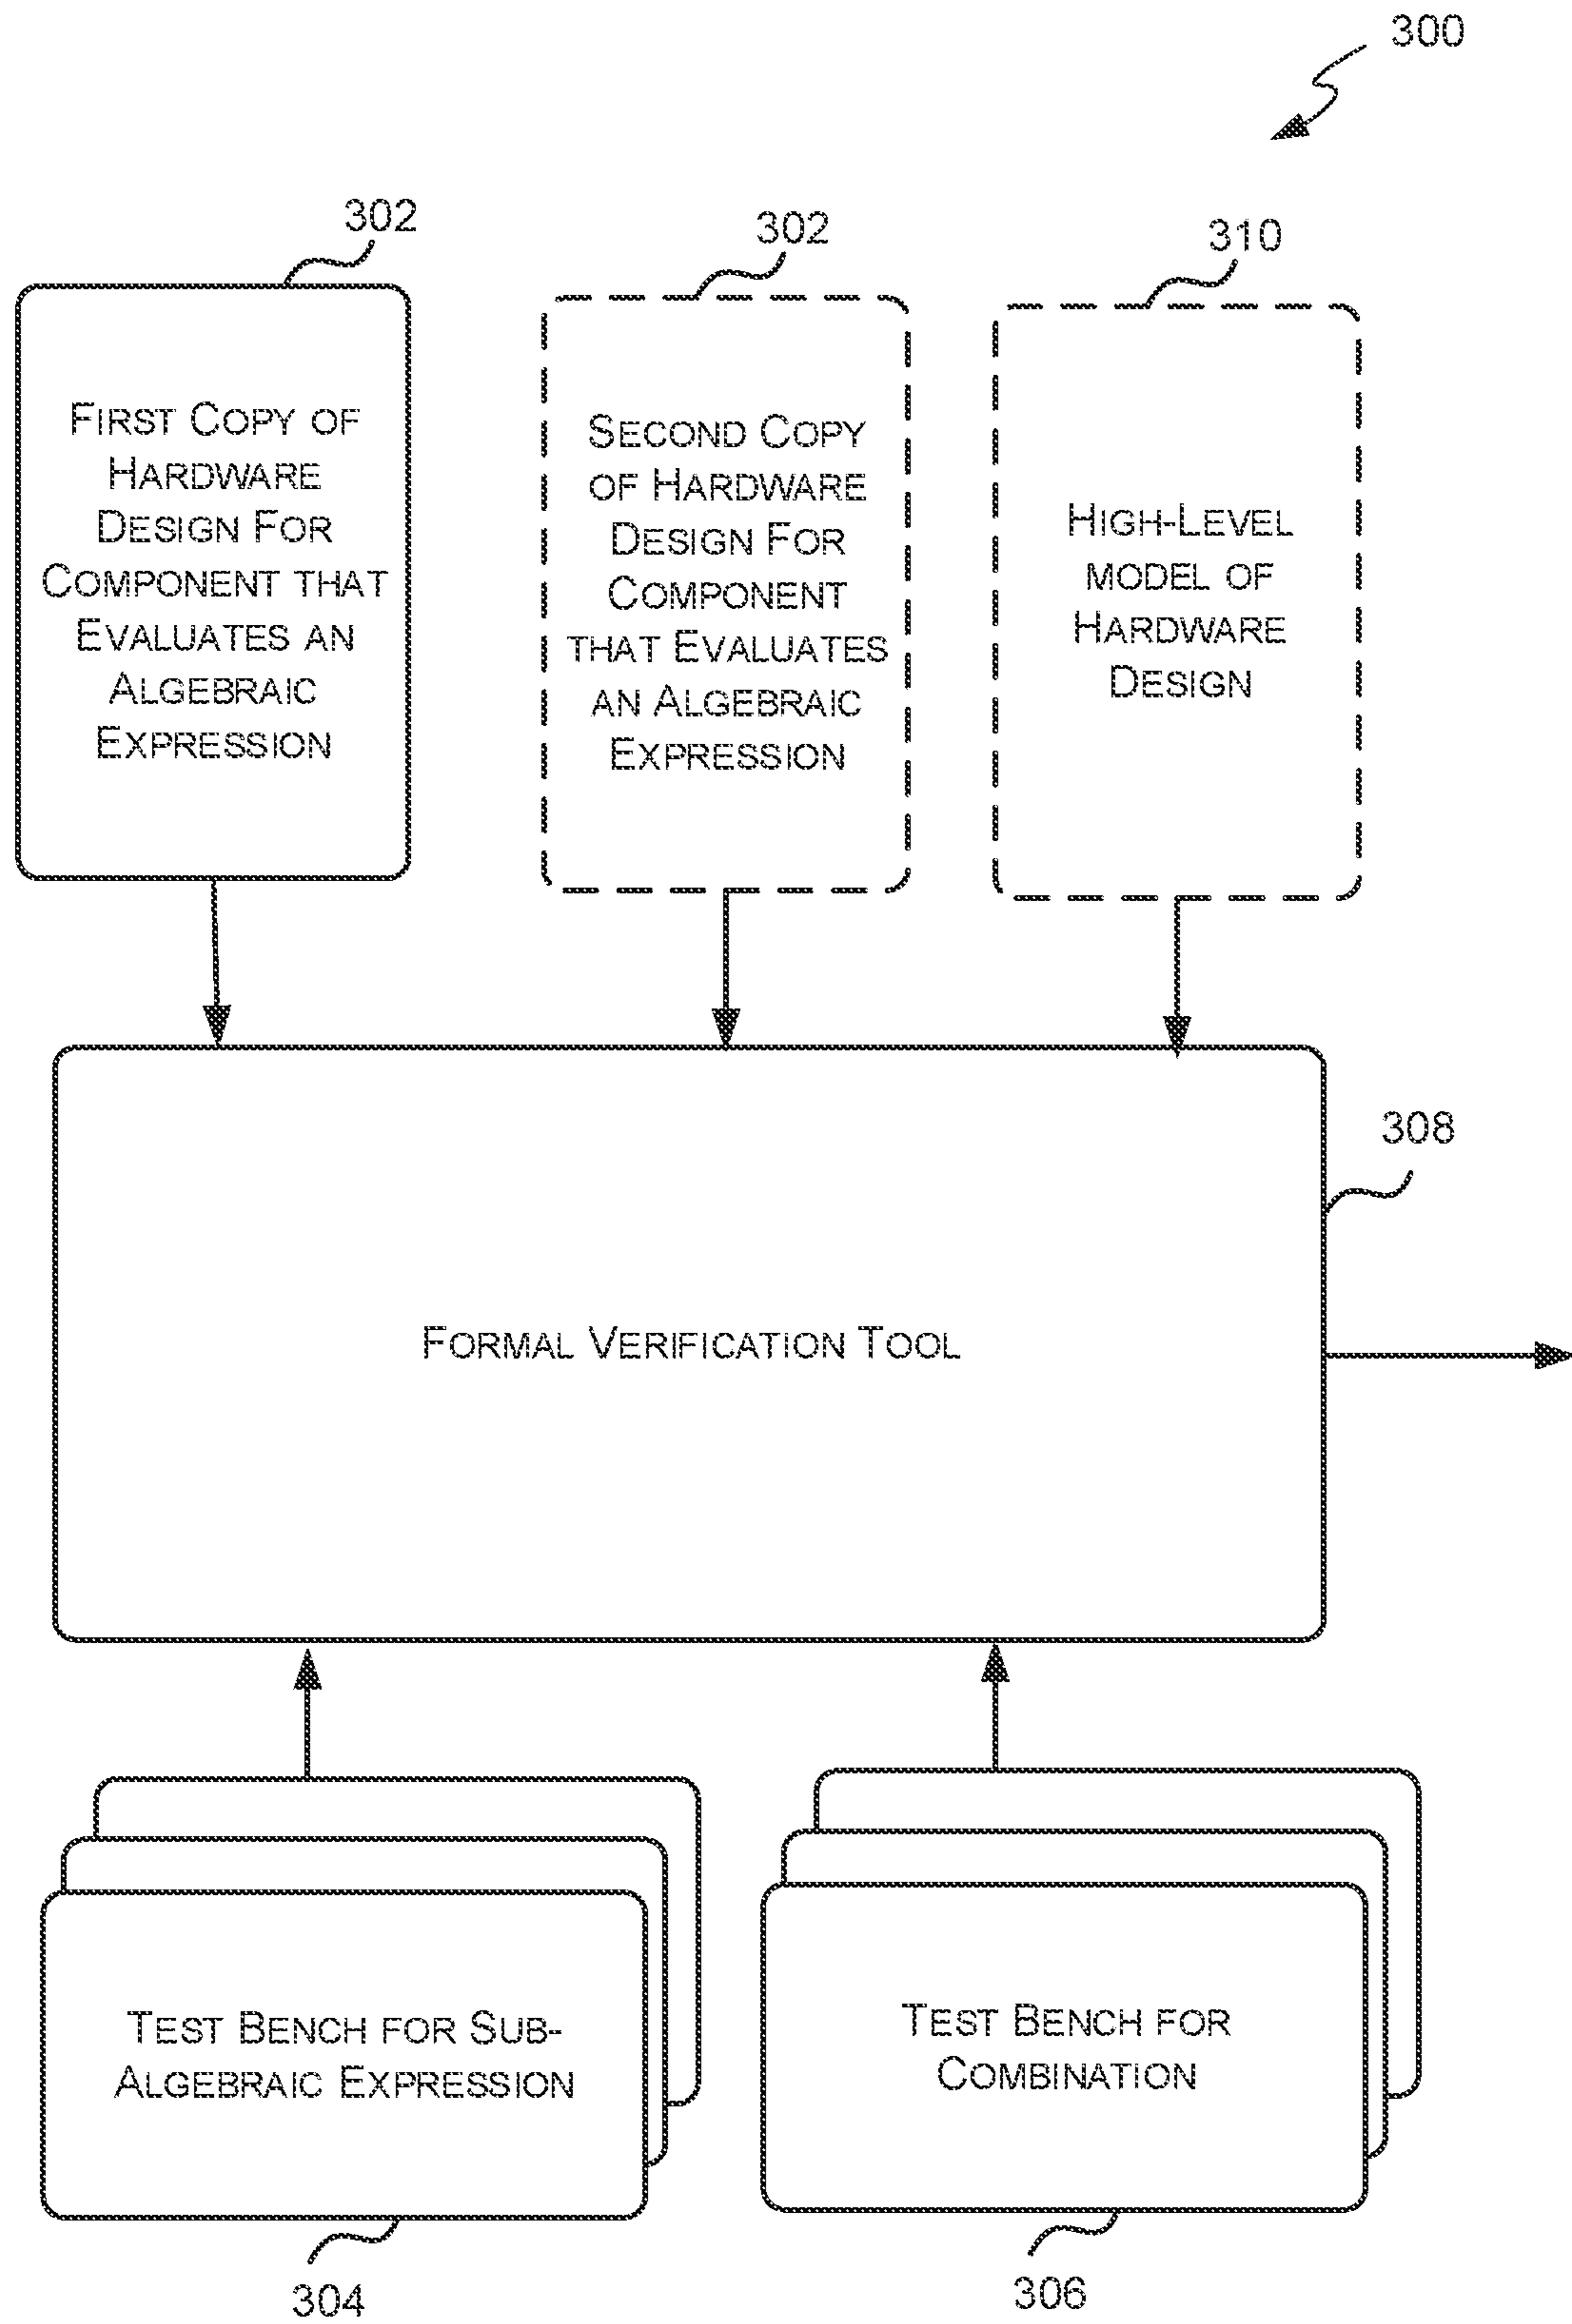 300
302
FIRST COPY OF
HARDWARE
DESIGN FOR
COMPONENT THAT
EVALUATES AN
ALGEBRAIC
EXPRESSION
302
SECOND COPY
OF HARDWARE
DESIGN FOR
COMPONENT
THAT EVALUATES
AN ALGEBRAIC
EXPRESSION
310
HIGH-LEVEL
MODEL OF
HARDWARE
DESIGN
308
FORMAL VERIFICATION TOOL
TEST BENCH FOR SUB-
ALGEBRAIC EXPRESSION
304
TEST BENCH FOR
COMBINATION
306